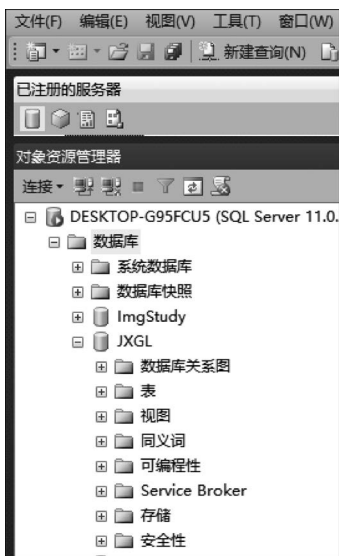 文件(F) 编辑(E) 视图(V) 工具(T) 窗口(W)
新建查询(N)
已注册的服务器
对象资源管理器
连接
DESKTOP-G95FCU5 (SQL Server 11.0.
数据库
系统数据库
数据库快照
ImgStudy
JXGL
数据库关系图
表
视图
同义词
可编程性
Service Broker
存储
安全性